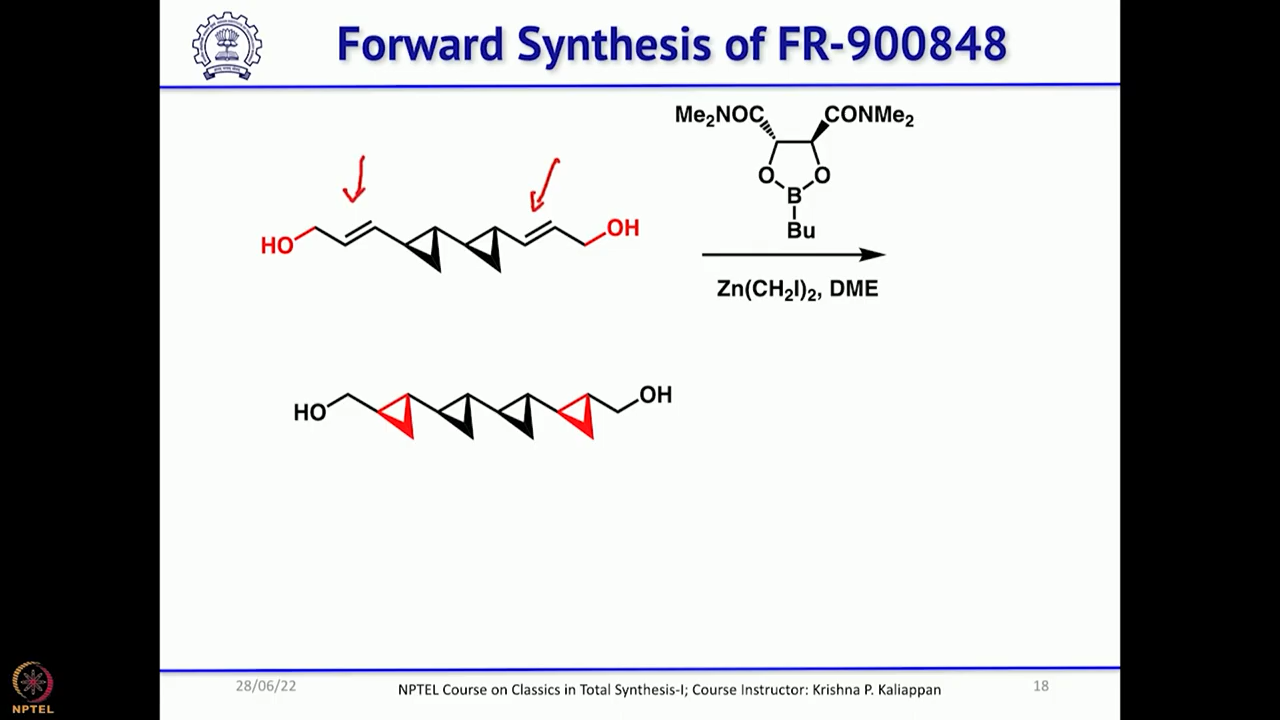 Forward Synthesis of FR-900848
Me₂NOC CONMe₂
O O
B
Bu
HO OH
Zn(CH₂I)₂, DME
HO OH
28/06/22 NPTEL Course on Classics in Total Synthesis-I; Course Instructor: Krishna P. Kaliappan 18
NPTEL